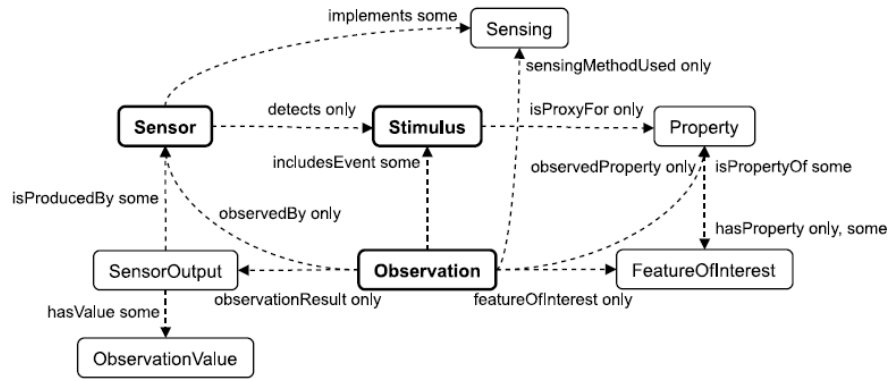 implements some
Sensing
sensingMethodUsed only
Sensor
detects only
Stimulus
isProxyFor only
Property
includesEvent some
observedProperty only
isPropertyOf some
isProducedBy some
observedBy only
hasProperty only, some
SensorOutput
Observation
FeatureOfInterest
observationResult only
featureOfInterest only
hasValue some
ObservationValue